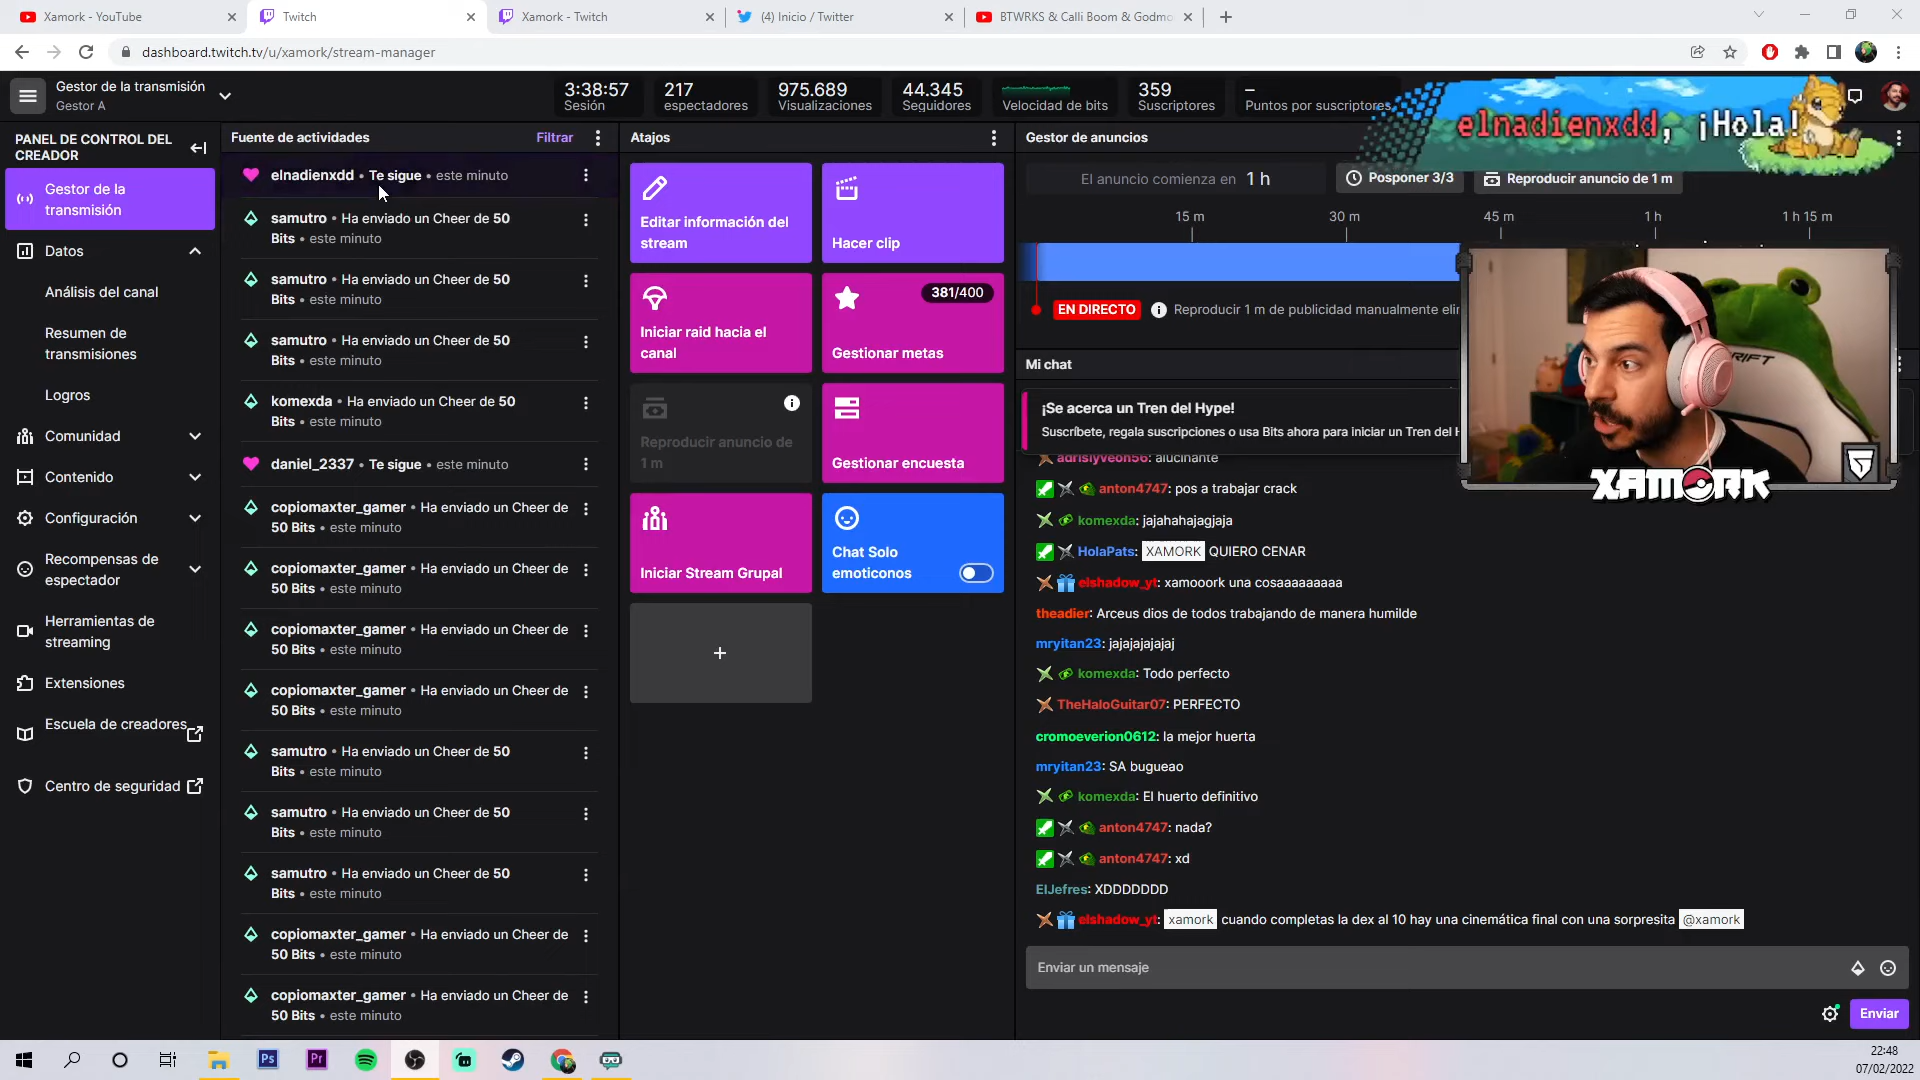 Xamork - YouTube
Twitch
Xamork - Twitch
(4) Inicio / Twitter
BTWRKS & Calli Boom & Godmo
dashboard.twitch.tv/u/xamork/stream-manager
Gestor de la transmisión
Gestor A
3:38:57
Sesión
217
espectadores
975.689
Visualizaciones
44.345
Seguidores
Velocidad de bits
359
Suscriptores
–
Puntos por suscriptores
elnadienxdd, ¡Hola!
PANEL DE CONTROL DEL
CREADOR
Gestor de la
transmisión
Datos
Análisis del canal
Resumen de
transmisiones
Logros
Comunidad
Contenido
Configuración
Recompensas de
espectador
Herramientas de
streaming
Extensiones
Escuela de creadores
Centro de seguridad
Fuente de actividades
Filtrar
elnadienxdd • Te sigue • este minuto
samutro • Ha enviado un Cheer de 50
Bits • este minuto
samutro • Ha enviado un Cheer de 50
Bits • este minuto
samutro • Ha enviado un Cheer de 50
Bits • este minuto
komexda • Ha enviado un Cheer de 50
Bits • este minuto
daniel_2337 • Te sigue • este minuto
copiomaxter_gamer • Ha enviado un Cheer de
50 Bits • este minuto
copiomaxter_gamer • Ha enviado un Cheer de
50 Bits • este minuto
copiomaxter_gamer • Ha enviado un Cheer de
50 Bits • este minuto
copiomaxter_gamer • Ha enviado un Cheer de
50 Bits • este minuto
samutro • Ha enviado un Cheer de 50
Bits • este minuto
samutro • Ha enviado un Cheer de 50
Bits • este minuto
samutro • Ha enviado un Cheer de 50
Bits • este minuto
copiomaxter_gamer • Ha enviado un Cheer de
50 Bits • este minuto
copiomaxter_gamer • Ha enviado un Cheer de
50 Bits • este minuto
Atajos
Editar información del
stream
Hacer clip
Iniciar raid hacia el
canal
381/400
Gestionar metas
Reproducir anuncio de
1 m
Gestionar encuesta
Iniciar Stream Grupal
Chat Solo
emoticonos
Gestor de anuncios
El anuncio comienza en 1 h
Posponer 3/3
Reproducir anuncio de 1 m
15 m
30 m
45 m
1 h
1 h 15 m
EN DIRECTO
Reproducir 1 m de publicidad manualmente eli
RIFT
XAMORK
Mi chat
¡Se acerca un Tren del Hype!
Suscríbete, regala suscripciones o usa Bits ahora para iniciar un Tren del H
adrislyveon56: alucinante
anton4747: pos a trabajar crack
komexda: jajahahajagjaja
HolaPats: XAMORK QUIERO CENAR
elshadow_yt: xamooork una cosaaaaaaaaa
theadier: Arceus dios de todos trabajando de manera humilde
mryitan23: jajajajajajaj
komexda: Todo perfecto
TheHaloGuitar07: PERFECTO
cromoeverion0612: la mejor huerta
mryitan23: SA bugueao
komexda: El huerto definitivo
anton4747: nada?
anton4747: xd
ElJefres: XDDDDDDD
elshadow_yt: xamork cuando completas la dex al 10 hay una cinemática final con una sorpresita @xamork
Enviar un mensaje
Enviar
Ps
Pr
22:48
07/02/2022